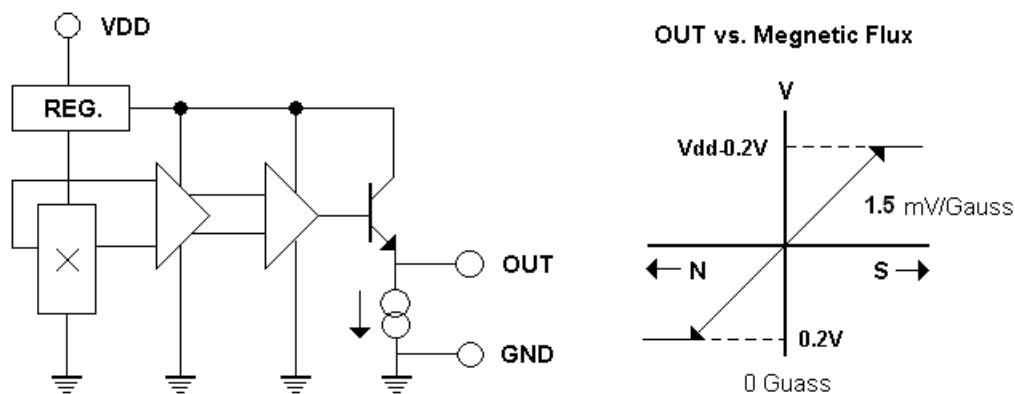 VDD
REG.
OUT
GND
OUT vs. Megnetic Flux
V
Vdd-0.2V
1.5 mV/Gauss
N
S
0.2V
0 Guass